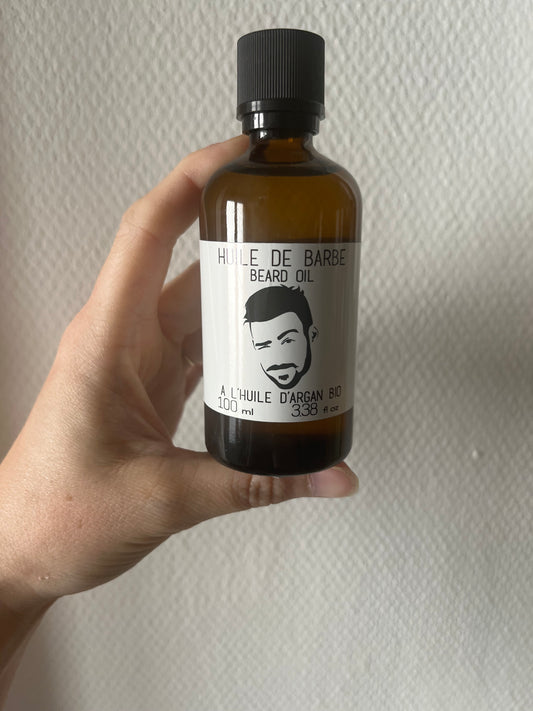 HUILE DE BARBE
BEARD OIL
A L'HUILE D'ARGAN BIO
100 ml 3.38 fl oz